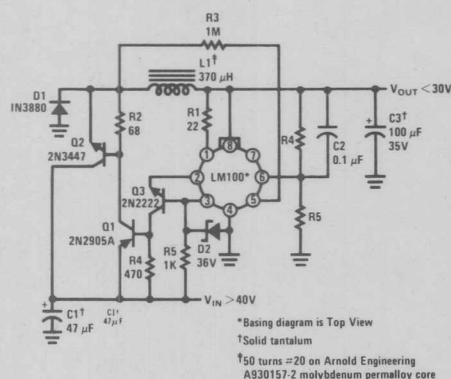 R3
1M
L1†
370 μH
D1
IN3880
R2
68
R1
22
VOUT <30V
Q2
2N3447
1
8
7
R4
C2
0.1 μF
C3†
+
100 μF
35V
Q3
2N2222
2
LM100*
6
3
4
5
Q1
2N2905A
R4
470
R5
1K
D2
36V
R5
VIN >40V
+
C1†
47 μF
C1†
47 μF
*Basing diagram is Top View
†Solid tantalum
†50 turns #20 on Arnold Engineering
A930157-2 molybdenum permalloy core